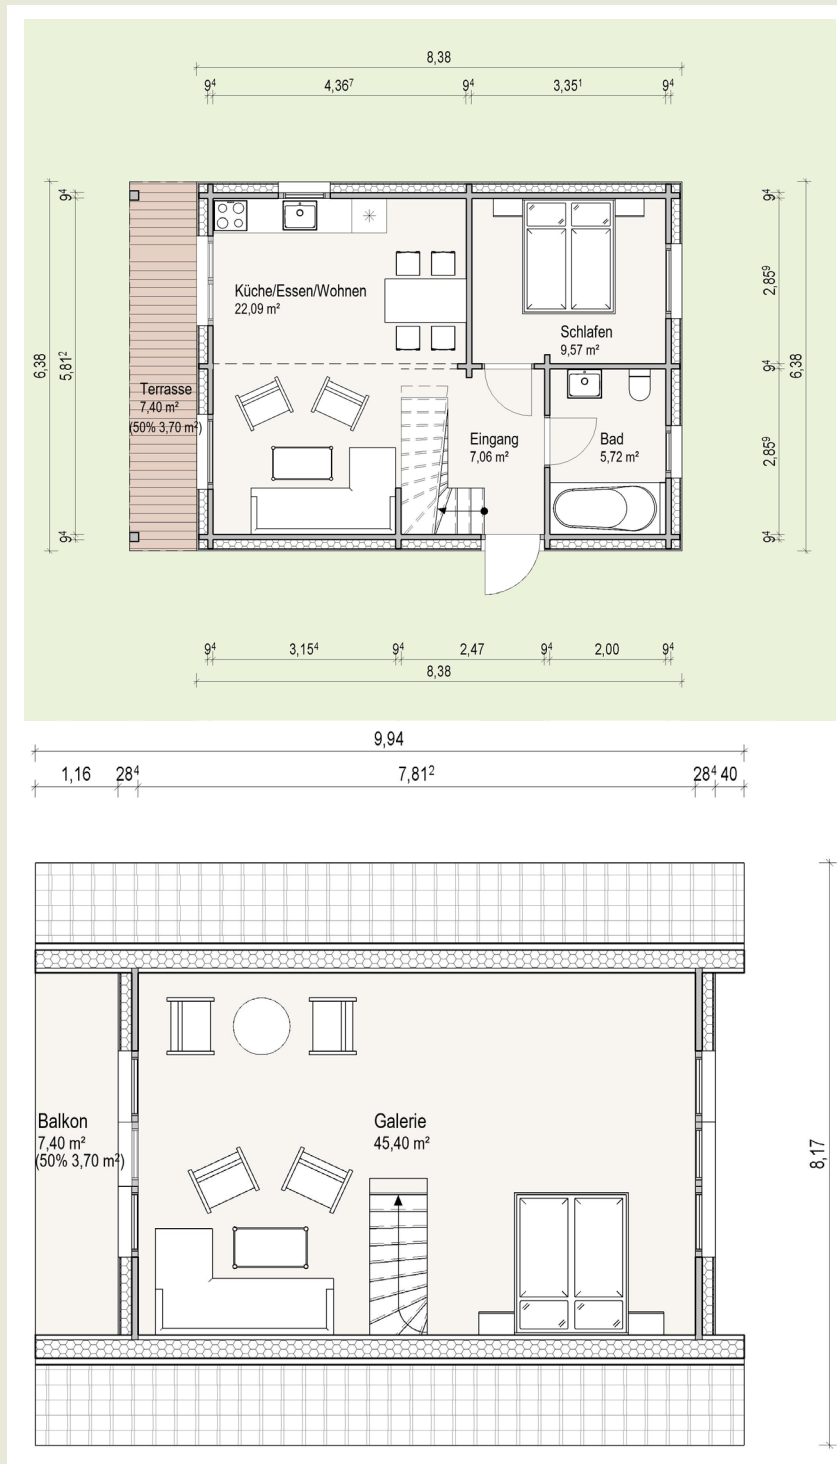 8,38
9⁴ 4,36⁷ 9⁴ 3,35¹ 9⁴
6,38
9⁴
5,81²
9⁴
Küche/Essen/Wohnen
22,09 m²
Schlafen
9,57 m²
Terrasse
7,40 m²
(50% 3,70 m²)
Eingang
7,06 m²
Bad
5,72 m²
9⁴
2,85⁹
9⁴
2,85⁹
9⁴
6,38
9⁴ 3,15⁴ 9⁴ 2,47 9⁴ 2,00 9⁴
8,38
9,94
1,16 28⁴ 7,81² 28⁴ 40
Balkon
7,40 m²
(50% 3,70 m²)
Galerie
45,40 m²
8,17